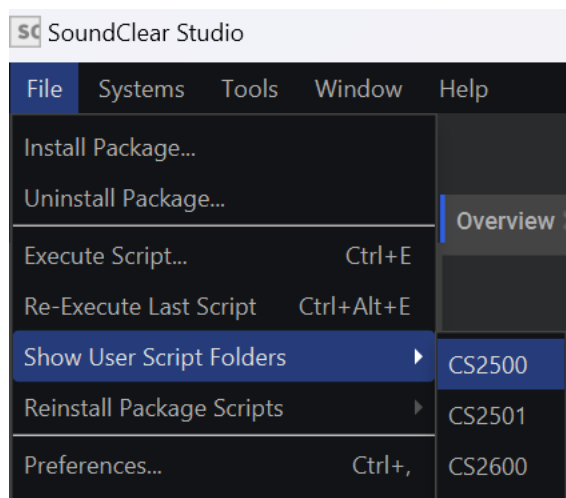 SC SoundClear Studio
File Systems Tools Window Help
Install Package...
Uninstall Package...
Overview
Execute Script... Ctrl+E
Re-Execute Last Script Ctrl+Alt+E
Show User Script Folders
CS2500
Reinstall Package Scripts
CS2501
Preferences... Ctrl+,
CS2600